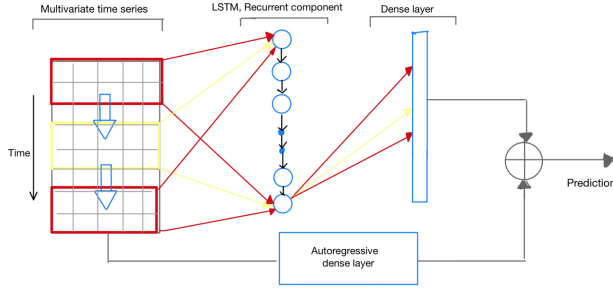 Multivariate time series
LSTM, Recurrent component
Dense layer
Time
Prediction
Autoregressive
dense layer